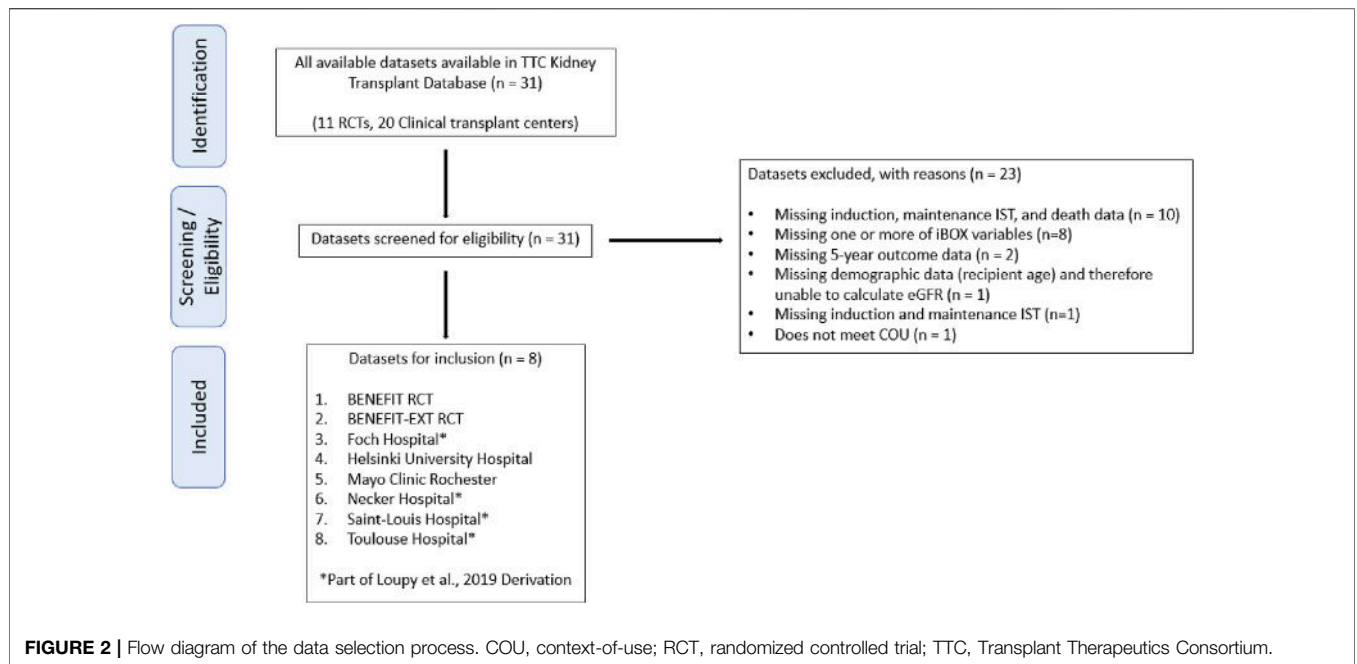 Identification
All available datasets available in TTC Kidney
Transplant Database (n = 31)
(11 RCTs, 20 Clinical transplant centers)
Screening /
Eligibility
Datasets screened for eligibility (n = 31)
Datasets excluded, with reasons (n = 23)
• Missing induction, maintenance IST, and death data (n = 10)
• Missing one or more of iBOX variables (n=8)
• Missing 5-year outcome data (n = 2)
• Missing demographic data (recipient age) and therefore
unable to calculate eGFR (n = 1)
• Missing induction and maintenance IST (n=1)
• Does not meet COU (n = 1)
Included
Datasets for inclusion (n = 8)
1. BENEFIT RCT
2. BENEFIT-EXT RCT
3. Foch Hospital*
4. Helsinki University Hospital
5. Mayo Clinic Rochester
6. Necker Hospital*
7. Saint-Louis Hospital*
8. Toulouse Hospital*
*Part of Loupy et al., 2019 Derivation
FIGURE 2 | Flow diagram of the data selection process. COU, context-of-use; RCT, randomized controlled trial; TTC, Transplant Therapeutics Consortium.